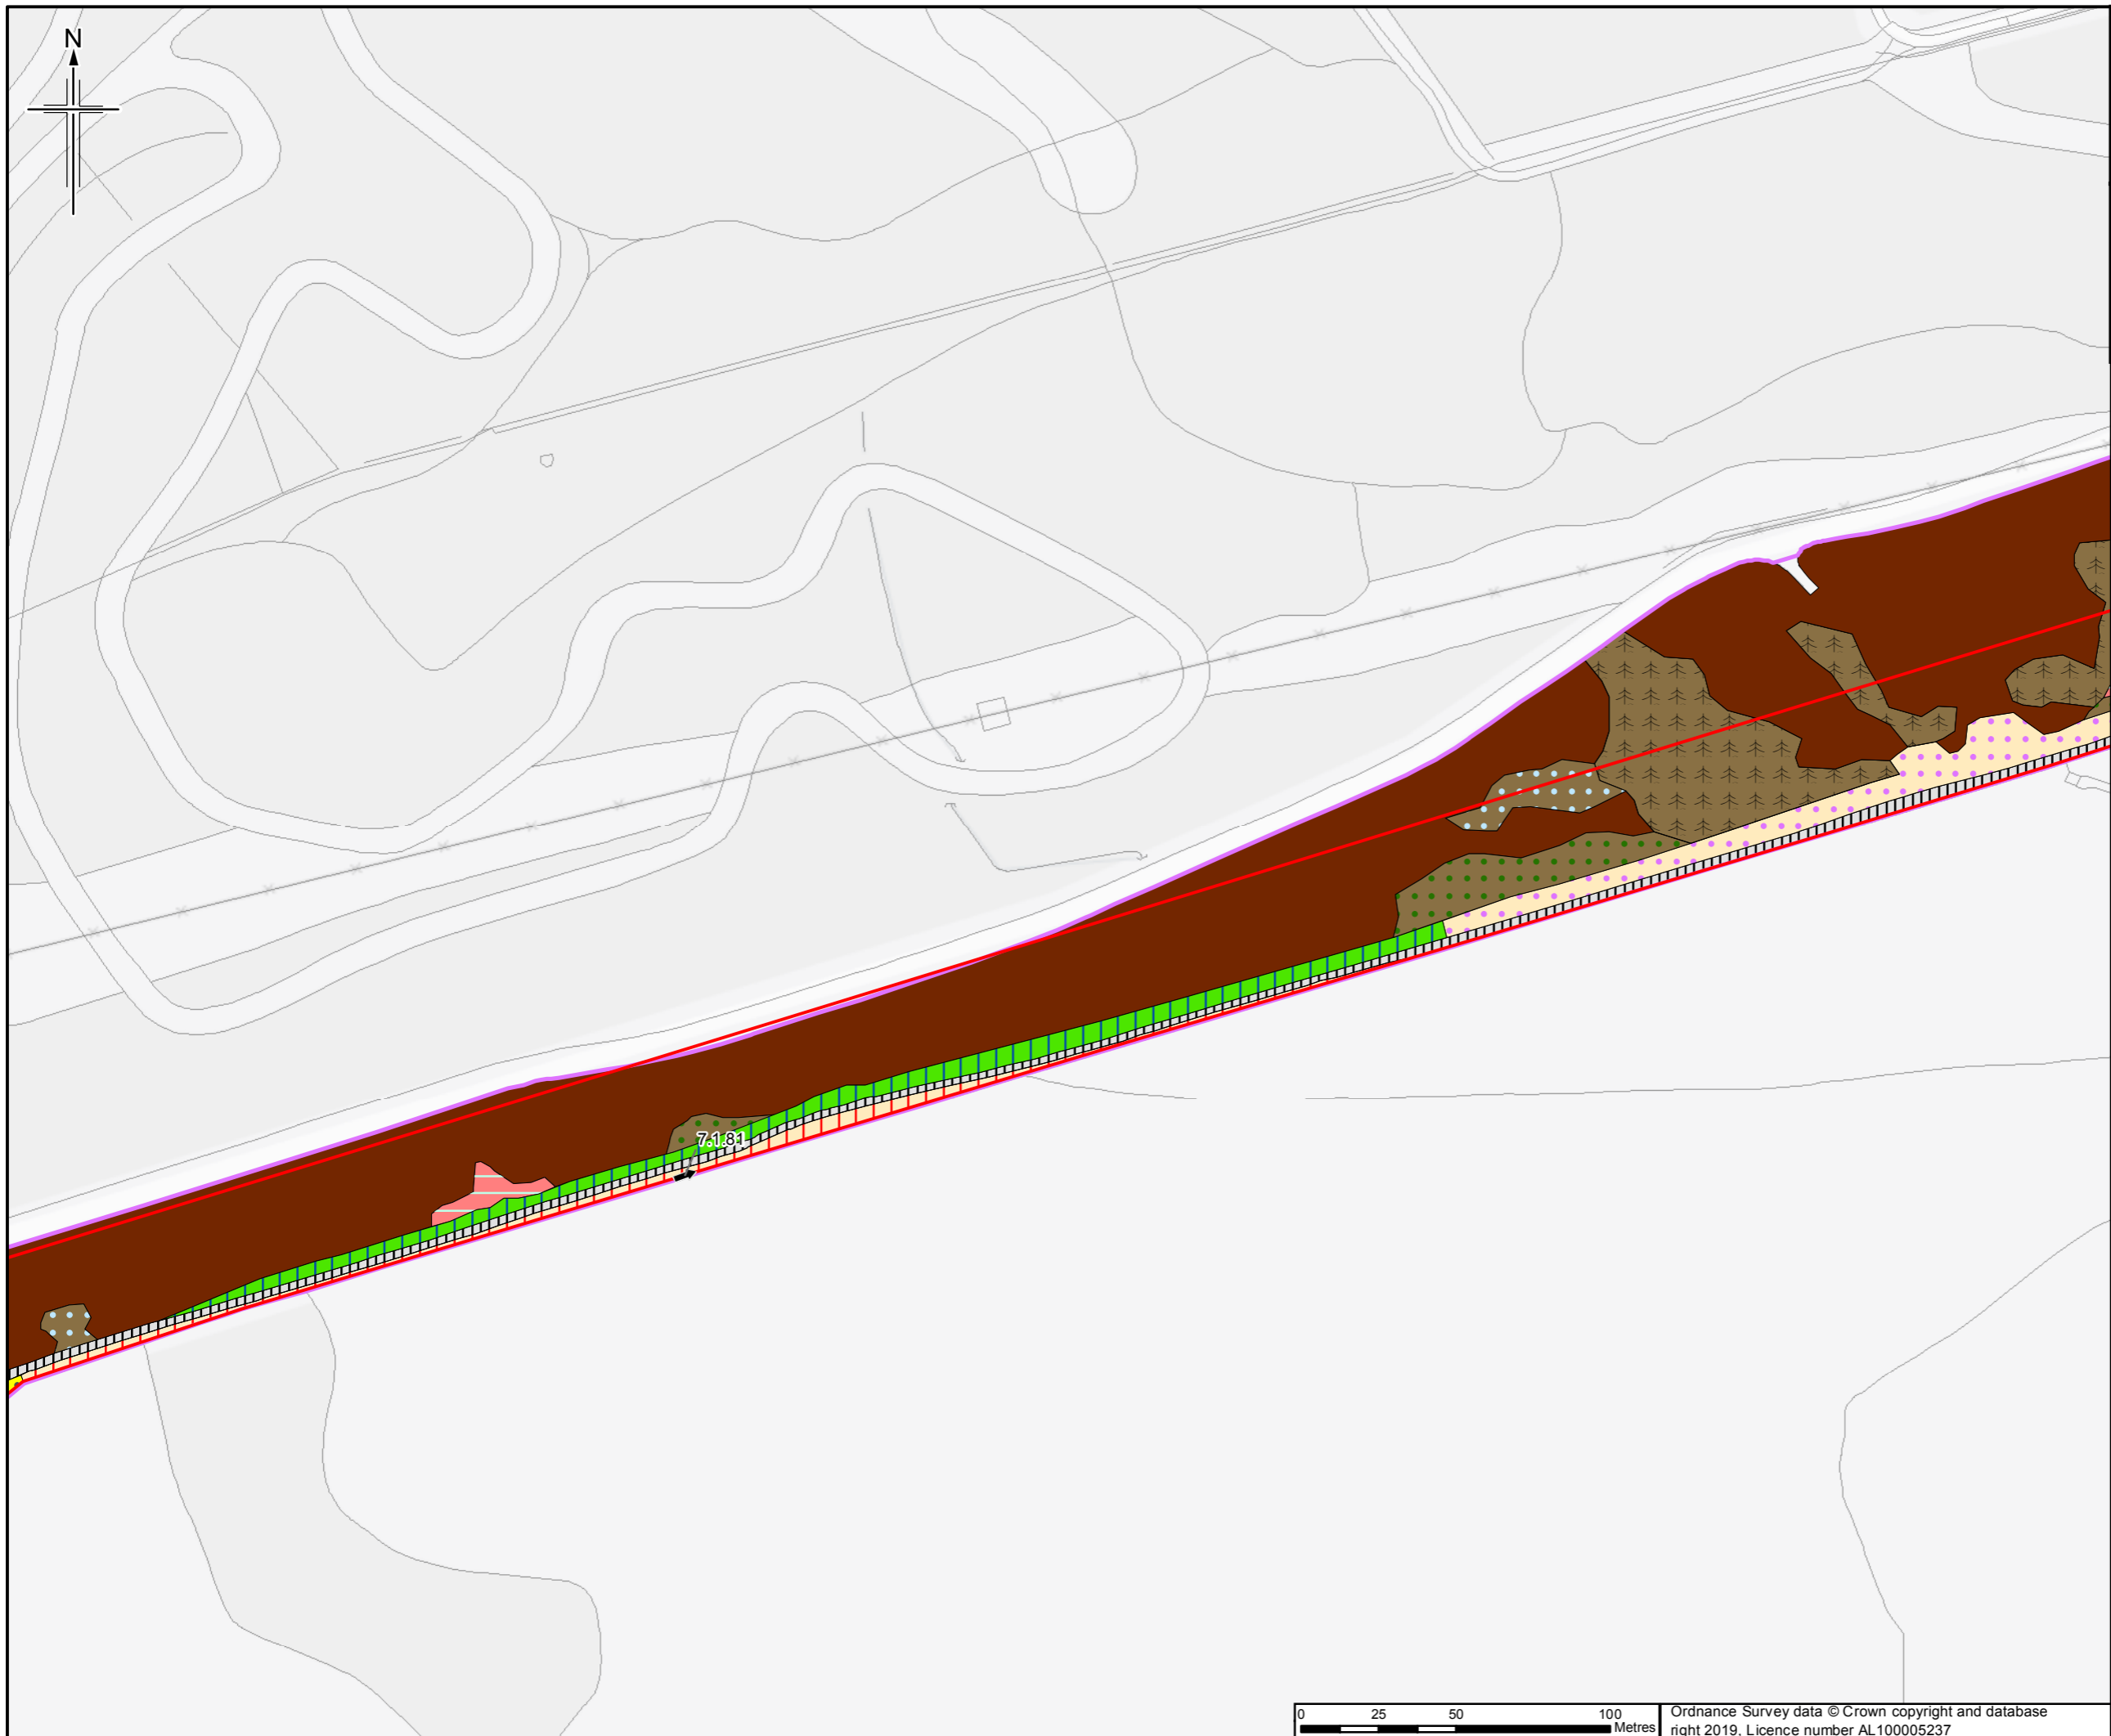 N
7.1.81
0 25 50 100
Metres
Ordnance Survey data © Crown copyright and database
right 2019. Licence number AL100005237